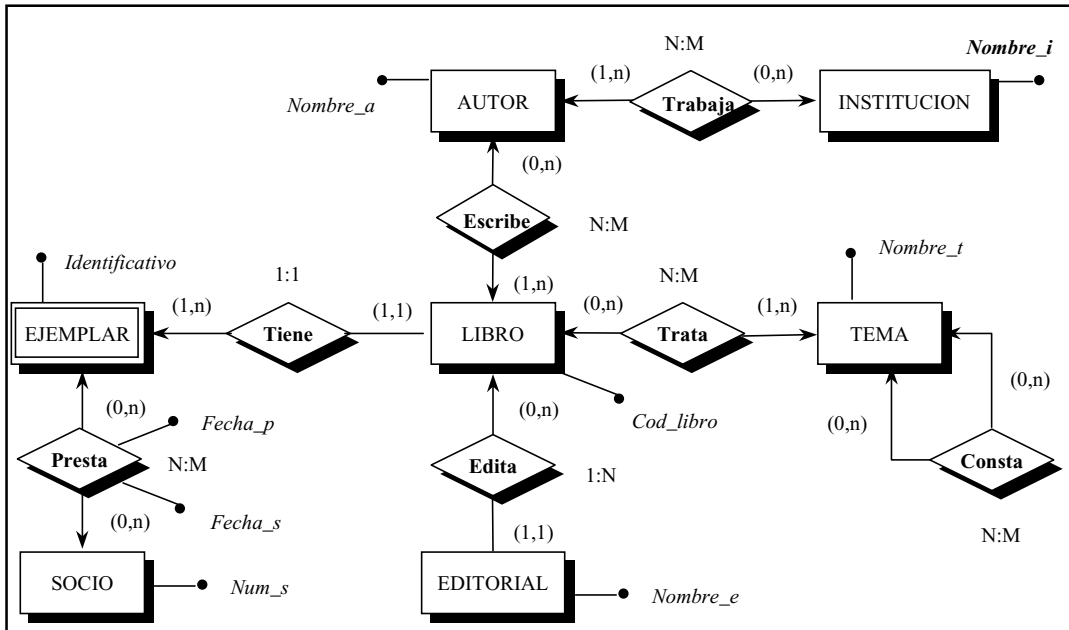 N:M
Nombre_i
(1,n)
(0,n)
Nombre_a
AUTOR
Trabaja
INSTITUCION
(0,n)
Escribe
N:M
Nombre_t
Identificativo
1:1
N:M
(1,n)
(1,n)
(1,1)
(0,n)
(1,n)
EJEMPLAR
Tiene
LIBRO
Trata
TEMA
(0,n)
(0,n)
(0,n)
Fecha_p
Cod_libro
(0,n)
Presta
N:M
Edita
1:N
Consta
Fecha_s
(0,n)
(1,1)
N:M
SOCIO
Num_s
EDITORIAL
Nombre_e